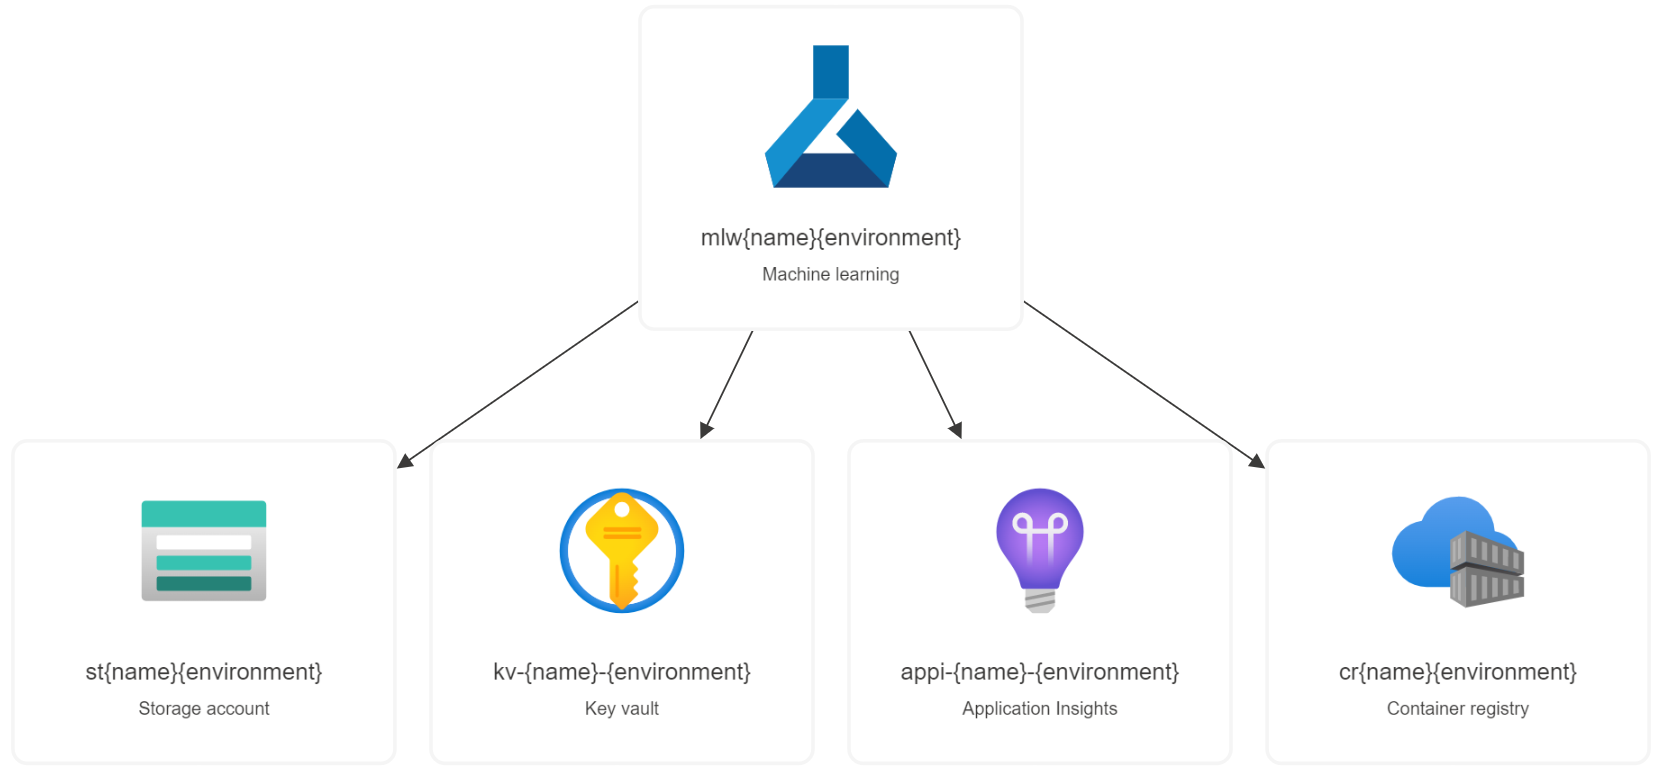 mlw{name}{environment}
Machine learning
st{name}{environment}
Storage account
kv-{name}-{environment}
Key vault
appi-{name}-{environment}
Application Insights
cr{name}{environment}
Container registry